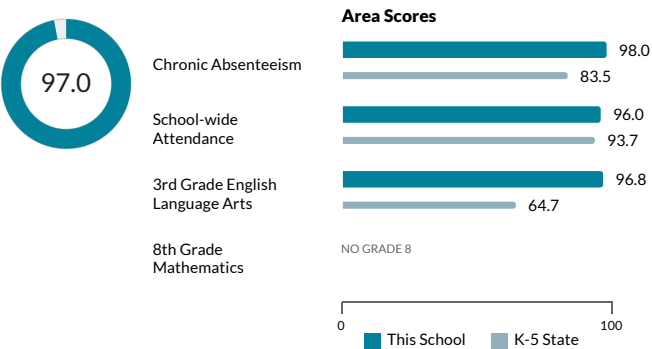 Area Scores
97.0
Chronic Absenteeism
98.0
83.5
School-wide
Attendance
96.0
93.7
3rd Grade English
Language Arts
96.8
64.7
8th Grade
Mathematics
NO GRADE 8
0
100
This School
K-5 State